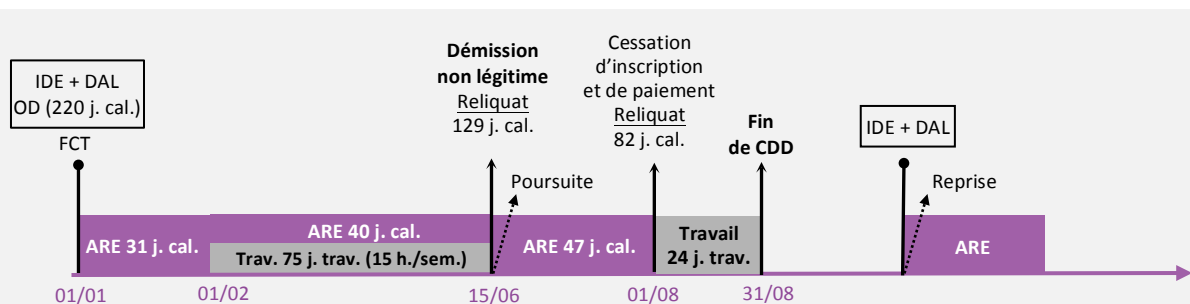 IDE + DAL
OD (220 j. cal.)
FCT
Démission
non légitime
Reliquat
129 j. cal.
Cessation
d'inscription
et de paiement
Reliquat
82 j. cal.
Fin
de CDD
IDE + DAL
Poursuite
Reprise
ARE 31 j. cal.
ARE 40 j. cal.
Trav. 75 j. trav. (15 h./sem.)
ARE 47 j. cal.
Travail
24 j. trav.
ARE
01/01
01/02
15/06
01/08
31/08